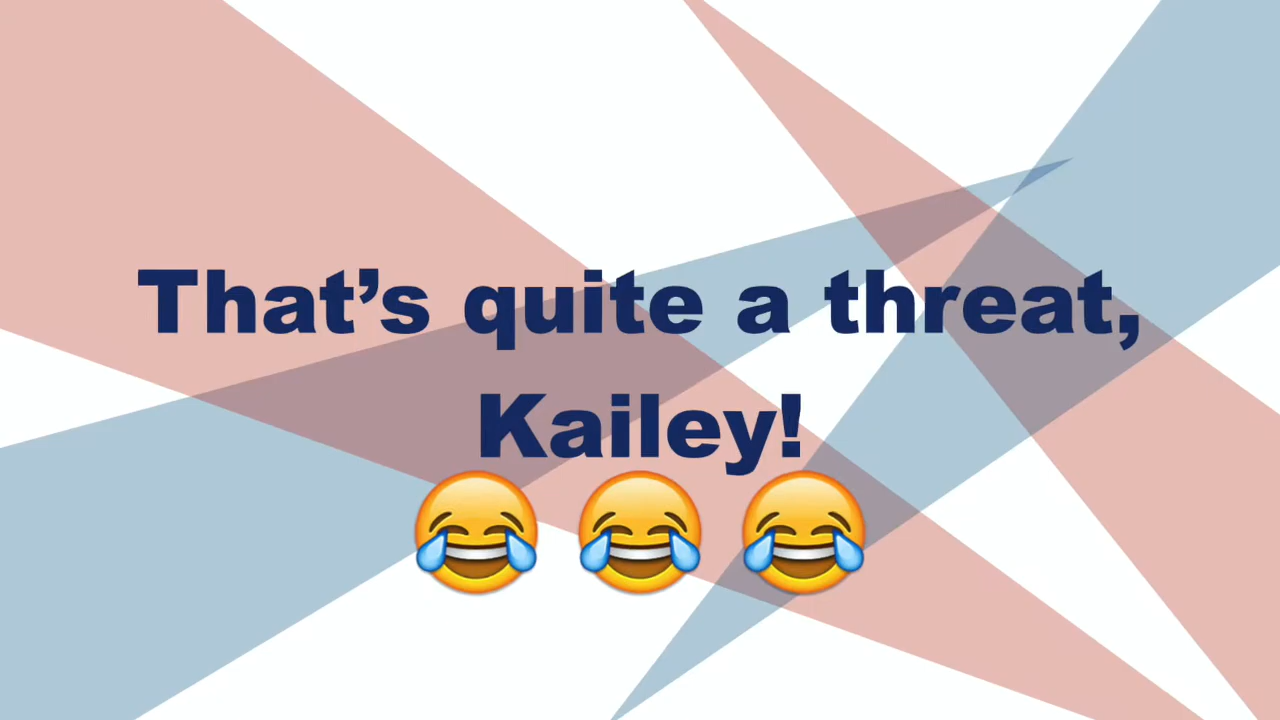 That’s quite a threat,
Kailey!
😂 😂 😂